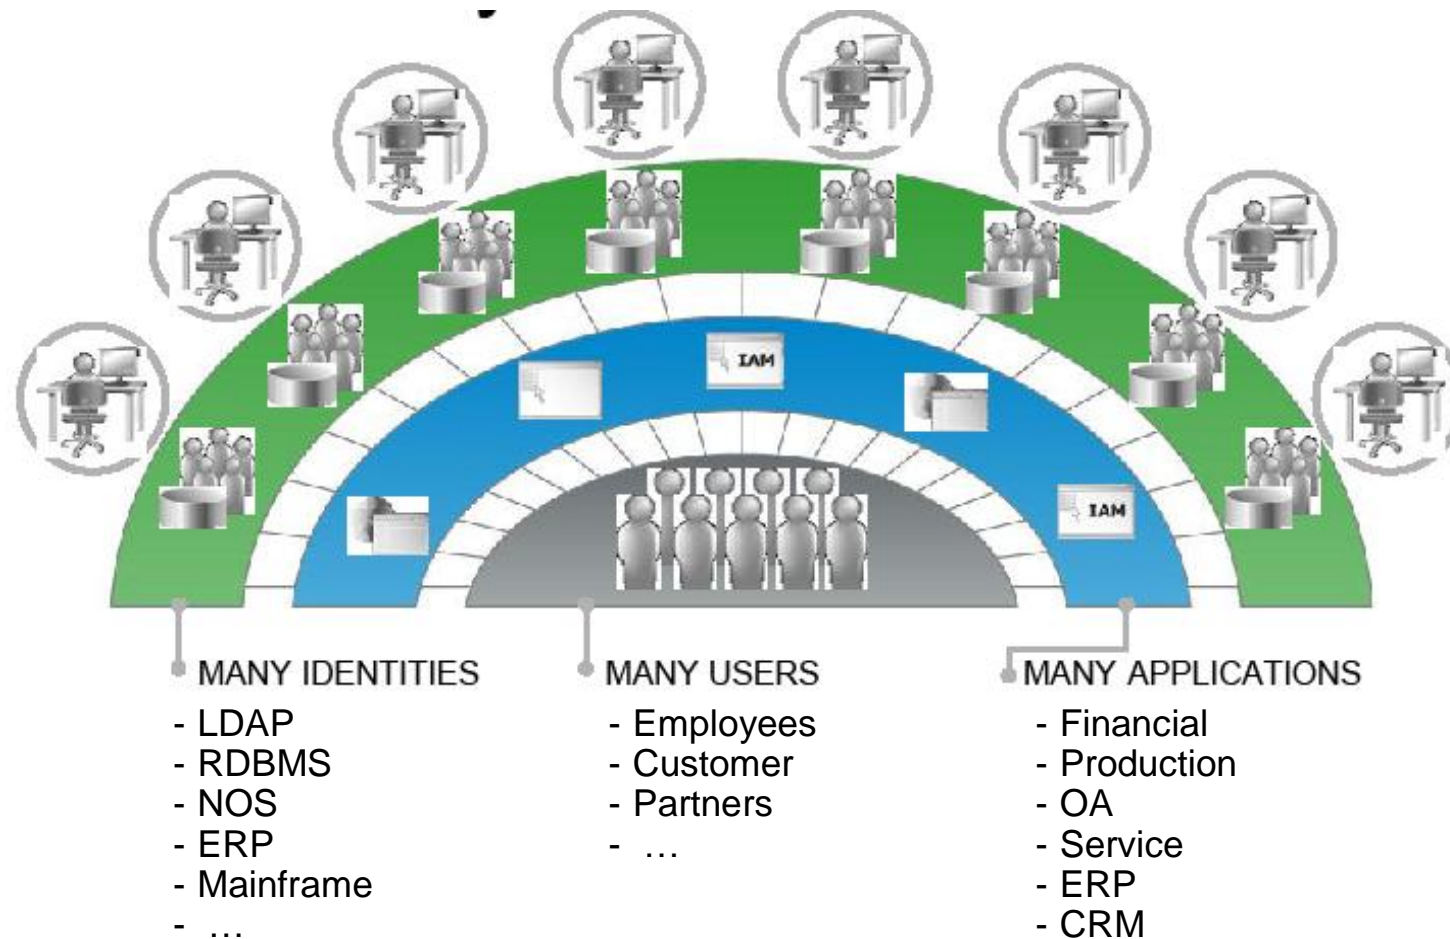 IAM
IAM
MANY IDENTITIES
- LDAP
- RDBMS
- NOS
- ERP
- Mainframe
- …
MANY USERS
- Employees
- Customer
- Partners
- …
MANY APPLICATIONS
- Financial
- Production
- OA
- Service
- ERP
- CRM